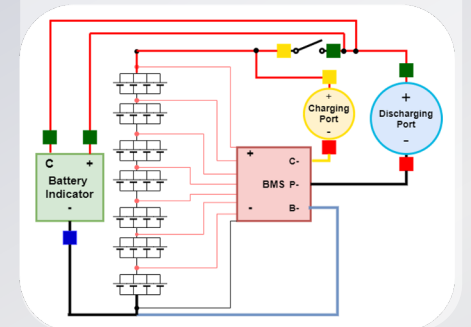 +
Charging
Port
-
+
Discharging
Port
-
C +
Battery
Indicator
-
+
C-
BMS P-
- B-